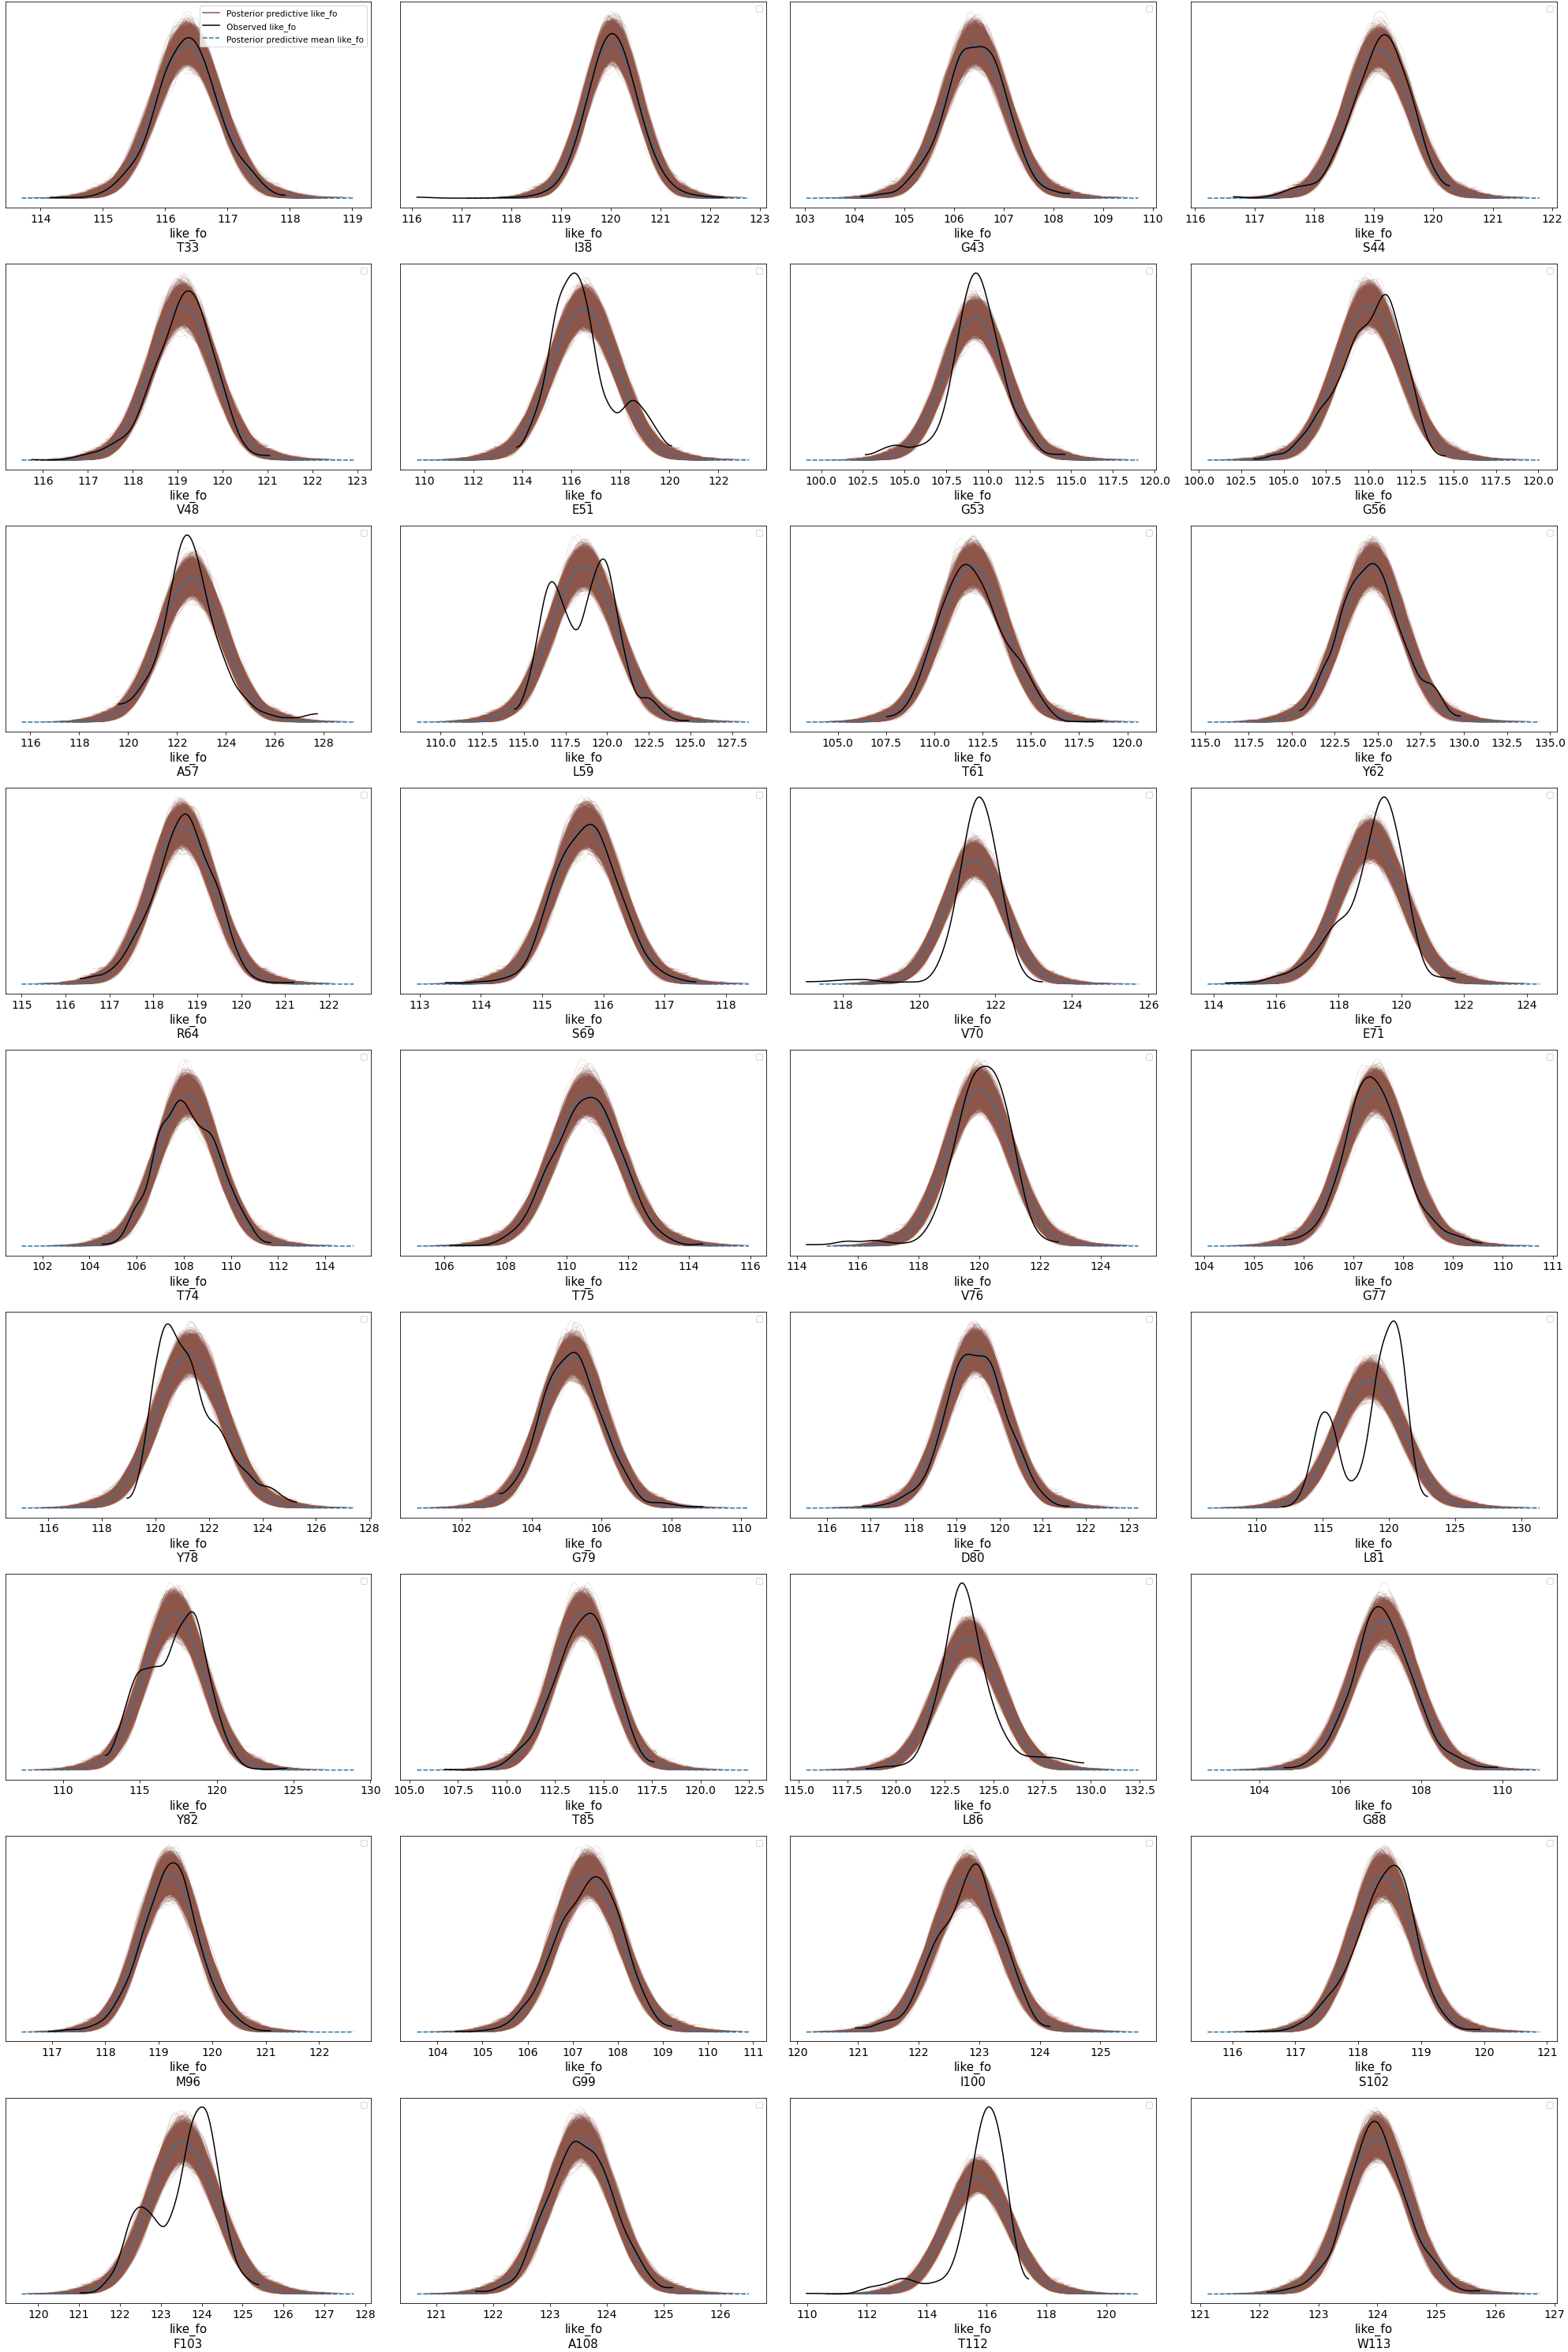 Posterior predictive like_fo
Observed like_fo
Posterior predictive mean like_fo
114 115 116 117 118 119
like_fo
T33
116 117 118 119 120 121 122 123
like_fo
I38
103 104 105 106 107 108 109 110
like_fo
G43
116 117 118 119 120 121 122
like_fo
S44
116 117 118 119 120 121 122 123
like_fo
V48
110 112 114 116 118 120 122
like_fo
E51
100.0 102.5 105.0 107.5 110.0 112.5 115.0 117.5 120.0
like_fo
G53
100.0 102.5 105.0 107.5 110.0 112.5 115.0 117.5 120.0
like_fo
G56
116 118 120 122 124 126 128
like_fo
A57
110.0 112.5 115.0 117.5 120.0 122.5 125.0 127.5
like_fo
L59
105.0 107.5 110.0 112.5 115.0 117.5 120.0
like_fo
T61
115.0 117.5 120.0 122.5 125.0 127.5 130.0 132.5 135.0
like_fo
Y62
115 116 117 118 119 120 121 122
like_fo
R64
113 114 115 116 117 118
like_fo
S69
118 120 122 124 126
like_fo
V70
114 116 118 120 122 124
like_fo
E71
102 104 106 108 110 112 114
like_fo
T74
106 108 110 112 114 116
like_fo
T75
114 116 118 120 122 124
like_fo
V76
104 105 106 107 108 109 110 111
like_fo
G77
116 118 120 122 124 126 128
like_fo
Y78
102 104 106 108 110
like_fo
G79
116 117 118 119 120 121 122 123
like_fo
D80
110 115 120 125 130
like_fo
L81
110 115 120 125 130
like_fo
Y82
105.0 107.5 110.0 112.5 115.0 117.5 120.0 122.5
like_fo
T85
115.0 117.5 120.0 122.5 125.0 127.5 130.0 132.5
like_fo
L86
104 106 108 110
like_fo
G88
117 118 119 120 121 122
like_fo
M96
104 105 106 107 108 109 110 111
like_fo
G99
120 121 122 123 124 125
like_fo
I100
116 117 118 119 120 121
like_fo
S102
120 121 122 123 124 125 126 127 128
like_fo
F103
121 122 123 124 125 126
like_fo
A108
110 112 114 116 118 120
like_fo
T112
121 122 123 124 125 126 127
like_fo
W113